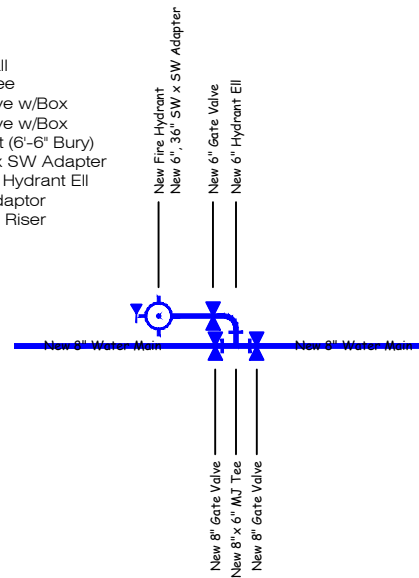 ll
ee
ve w/Box
ve w/Box
t (6'-6" Bury)
x SW Adapter
Hydrant Ell
daptor
Riser
New Fire Hydrant
New 6", 36" SW x SW Adapter
New 6" Gate Valve
New 6" Hydrant Ell
New 8" Water Main
New 8" Water Main
New 8" Gate Valve
New 8"x 6" MJ Tee
New 8" Gate Valve